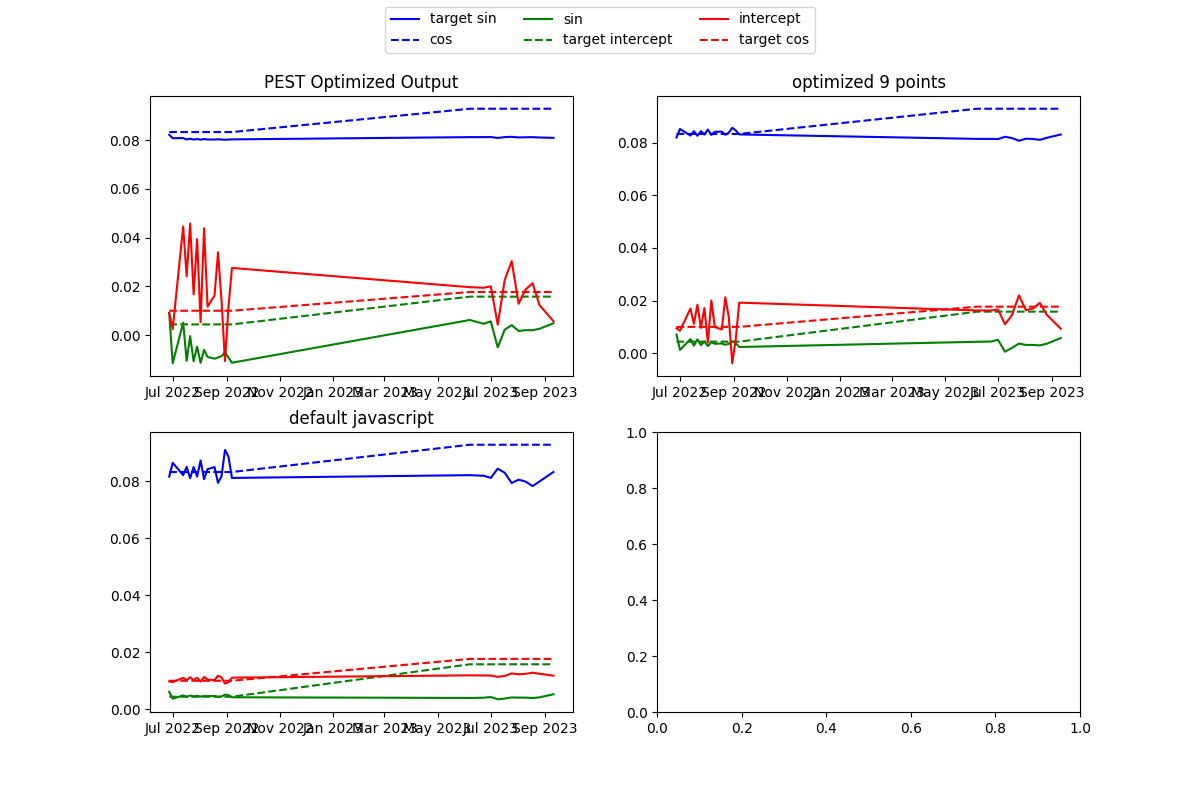 target sin sin intercept
cos target intercept target cos
PEST Optimized Output
0.08
0.06
0.04
0.02
0.00
Jul 2022 Sep 2022 Nov 2022 Jan 2023 Mar 2023 May 2023 Jul 2023 Sep 2023
optimized 9 points
0.08
0.06
0.04
0.02
0.00
Jul 2022 Sep 2022 Nov 2022 Jan 2023 Mar 2023 May 2023 Jul 2023 Sep 2023
default javascript
0.08
0.06
0.04
0.02
0.00
Jul 2022 Sep 2022 Nov 2022 Jan 2023 Mar 2023 May 2023 Jul 2023 Sep 2023
1.0
0.8
0.6
0.4
0.2
0.0
0.0 0.2 0.4 0.6 0.8 1.0